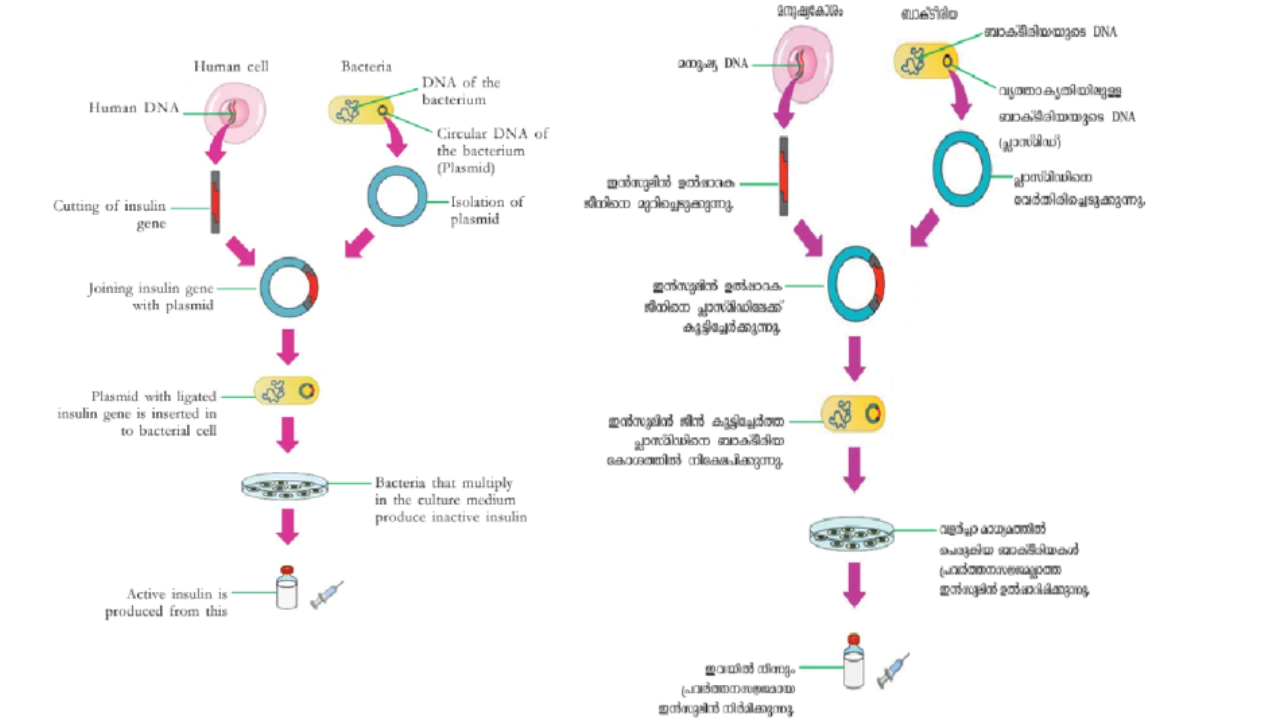 Human cell
Bacteria
DNA of the
bacterium
Human DNA
Circular DNA of
the bacterium
(Plasmid)
Cutting of insulin
gene
Isolation of
plasmid
Joining insulin gene
with plasmid
Plasmid with ligated
insulin gene is inserted in
to bacterial cell
Bacteria that multiply
in the culture medium
produce inactive insulin
Active insulin is
produced from this
മനുഷ്യകോശം
ബാക്ടീരിയ
ബാക്ടീരിയയുടെ DNA
മനുഷ്യ DNA
വൃത്താകൃതിയിലുള്ള
ബാക്ടീരിയയുടെ DNA
(പ്ലാസ്മിഡ്)
ഇൻസുലിൻ ഉൽപ്പാദക
ജീനിനെ മുറിച്ചെടുക്കുന്നു.
പ്ലാസ്മിഡിനെ
വേർതിരിച്ചെടുക്കുന്നു.
ഇൻസുലിൻ ഉൽപ്പാദക
ജീനിനെ പ്ലാസ്മിഡിലേക്ക്
കൂട്ടിച്ചേർക്കുന്നു.
ഇൻസുലിൻ ജീൻ കൂട്ടിച്ചേർത്ത
പ്ലാസ്മിഡിനെ ബാക്ടീരിയ
കോശത്തിൽ നിക്ഷേപിക്കുന്നു.
വളർച്ചാ മാധ്യമത്തിൽ
പെരുകിയ ബാക്ടീരിയകൾ
പ്രവർത്തനസജ്ജമല്ലാത്ത
ഇൻസുലിൻ ഉൽപ്പാദിപ്പിക്കുന്നു.
ഇവയിൽ നിന്നും
പ്രവർത്തനസജ്ജമായ
ഇൻസുലിൻ നിർമിക്കുന്നു.